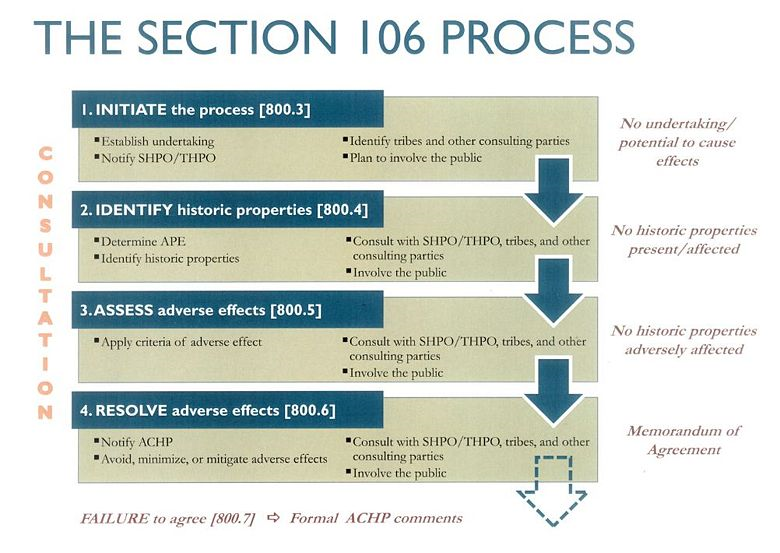 THE SECTION 106 PROCESS
CONSULTATION
1. INITIATE the process [800.3]
▪Establish undertaking
▪Notify SHPO/THPO
▪Identify tribes and other consulting parties
▪Plan to involve the public
No undertaking/
potential to cause
effects
2. IDENTIFY historic properties [800.4]
▪Determine APE
▪Identify historic properties
▪Consult with SHPO/THPO, tribes, and other
consulting parties
▪Involve the public
No historic properties
present/affected
3. ASSESS adverse effects [800.5]
▪Apply criteria of adverse effect
▪Consult with SHPO/THPO, tribes, and other
consulting parties
▪Involve the public
No historic properties
adversely affected
4. RESOLVE adverse effects [800.6]
▪Notify ACHP
▪Avoid, minimize, or mitigate adverse effects
▪Consult with SHPO/THPO, tribes, and other
consulting parties
▪Involve the public
Memorandum of
Agreement
FAILURE to agree [800.7] ⇨ Formal ACHP comments